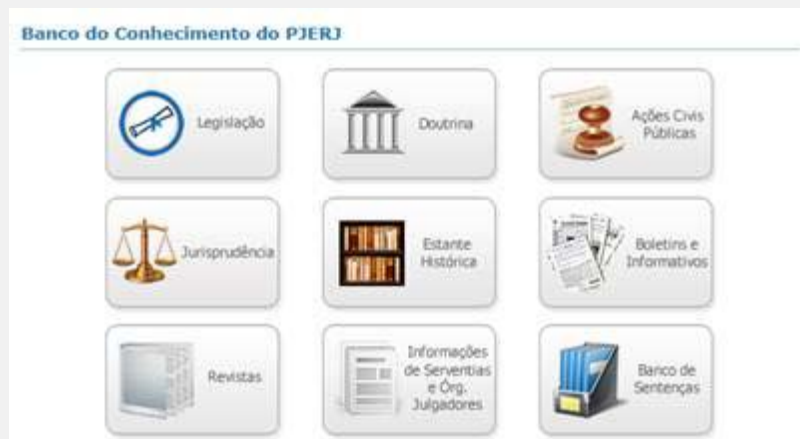 Banco do Conhecimento do PJERJ
Legislação
Doutrina
Ações Civis
Públicas
Jurisprudência
Estante
Histórica
Boletins e
Informativos
Revistas
Informações
de Serventias
e Órg.
Julgadores
Banco de
Sentenças